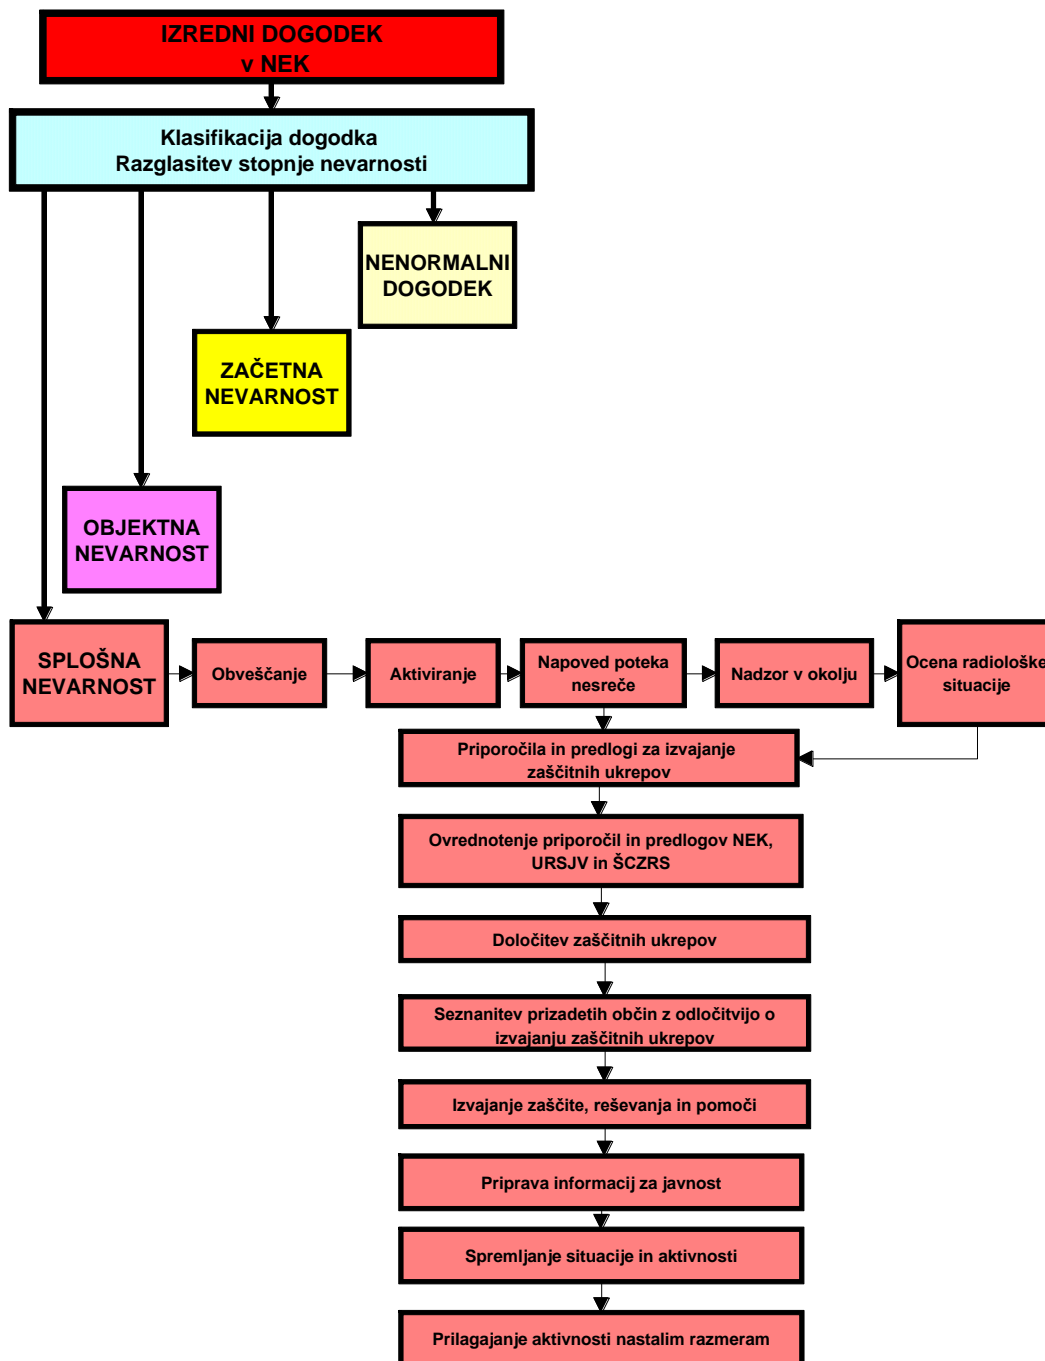 IZREDNI DOGODEK
v NEK
Klasifikacija dogodka
Razglasitev stopnje nevarnosti
NENORMALNI
DOGODEK
ZAČETNA
NEVARNOST
OBJEKTNA
NEVARNOST
SPLOŠNA
NEVARNOST
Obveščanje
Aktiviranje
Napoved poteka
nesreče
Nadzor v okolju
Ocena radiološke
situacije
Priporočila in predlogi za izvajanje
zaščitnih ukrepov
Ovrednotenje priporočil in predlogov NEK,
URSJV in ŠCZRS
Določitev zaščitnih ukrepov
Seznanitev prizadetih občin z odločitvijo o
izvajanju zaščitnih ukrepov
Izvajanje zaščite, reševanja in pomoči
Priprava informacij za javnost
Spremljanje situacije in aktivnosti
Prilagajanje aktivnosti nastalim razmeram